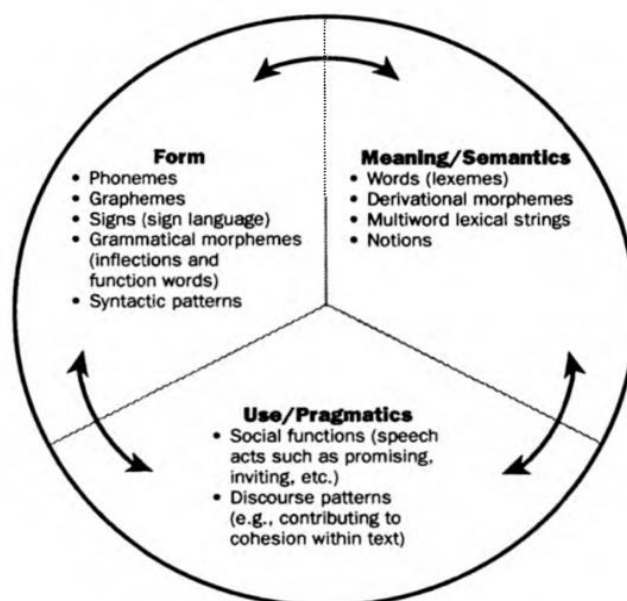 Form
• Phonemes
• Graphemes
• Signs (sign language)
• Grammatical morphemes
(inflections and
function words)
• Syntactic patterns
Meaning/Semantics
• Words (lexemes)
• Derivational morphemes
• Multiword lexical strings
• Notions
Use/Pragmatics
• Social functions (speech
acts such as promising,
inviting, etc.)
• Discourse patterns
(e.g., contributing to
cohesion within text)